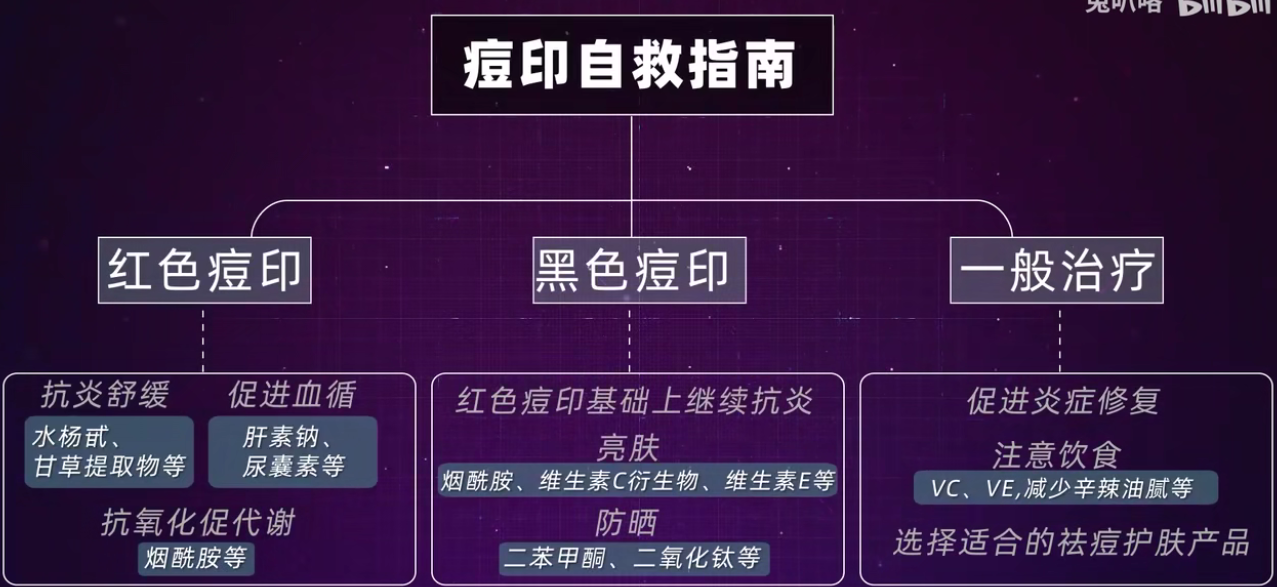 兔叭咯 bilibili
痘印自救指南
红色痘印
黑色痘印
一般治疗
抗炎舒缓
水杨甙、
甘草提取物等
促进血循
肝素钠、
尿囊素等
抗氧化促代谢
烟酰胺等
红色痘印基础上继续抗炎
亮肤
烟酰胺、维生素C衍生物、维生素E等
防晒
二苯甲酮、二氧化钛等
促进炎症修复
注意饮食
VC、VE,减少辛辣油腻等
选择适合的祛痘护肤产品